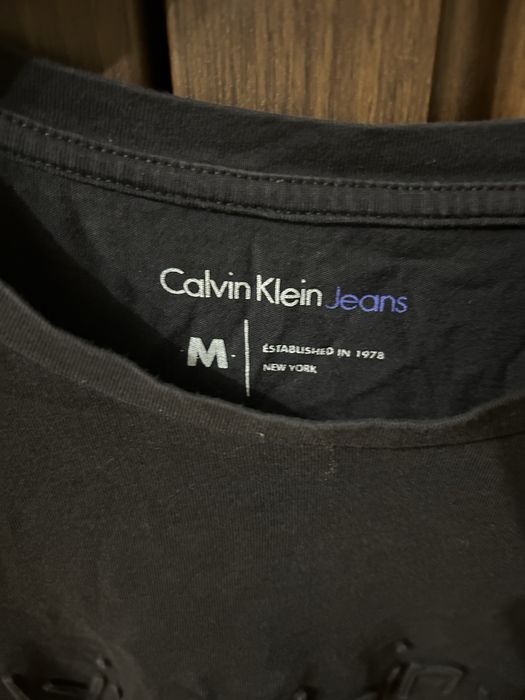 Calvin Klein Jeans
M
ESTABLISHED IN 1978
NEW YORK